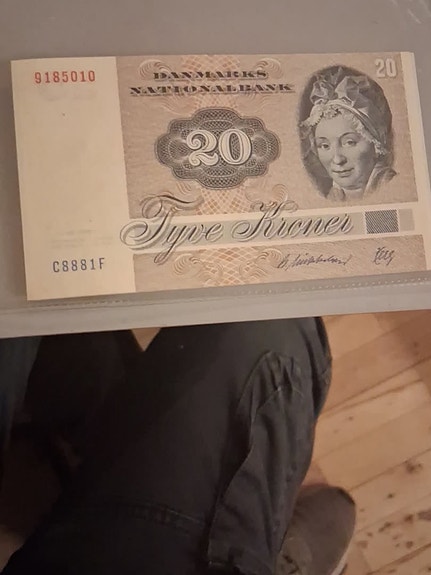 9185010
DANMARKS
NATIONALBANK
20
20
Tyve Kroner
C8881F